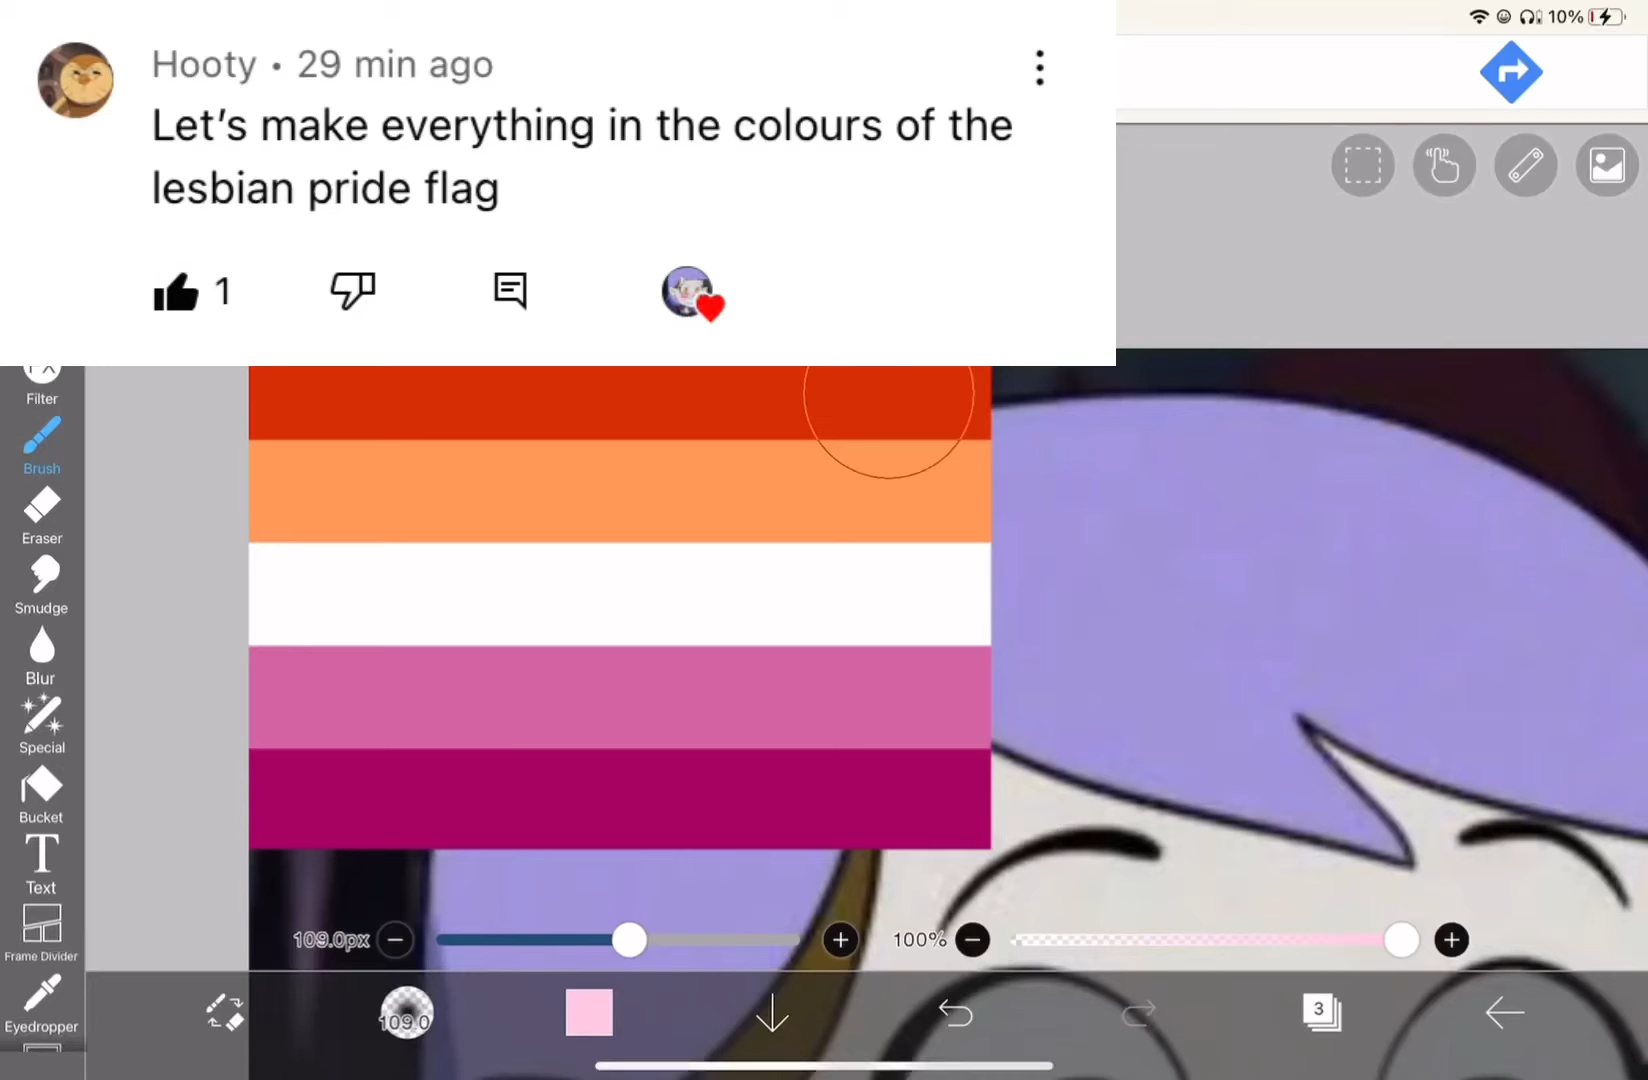 10%
Hooty • 29 min ago
Let's make everything in the colours of the
lesbian pride flag
1
Filter
Brush
Eraser
Smudge
Blur
Special
Bucket
T
Text
Frame Divider
Eyedropper
109.0px
100%
109.0
3